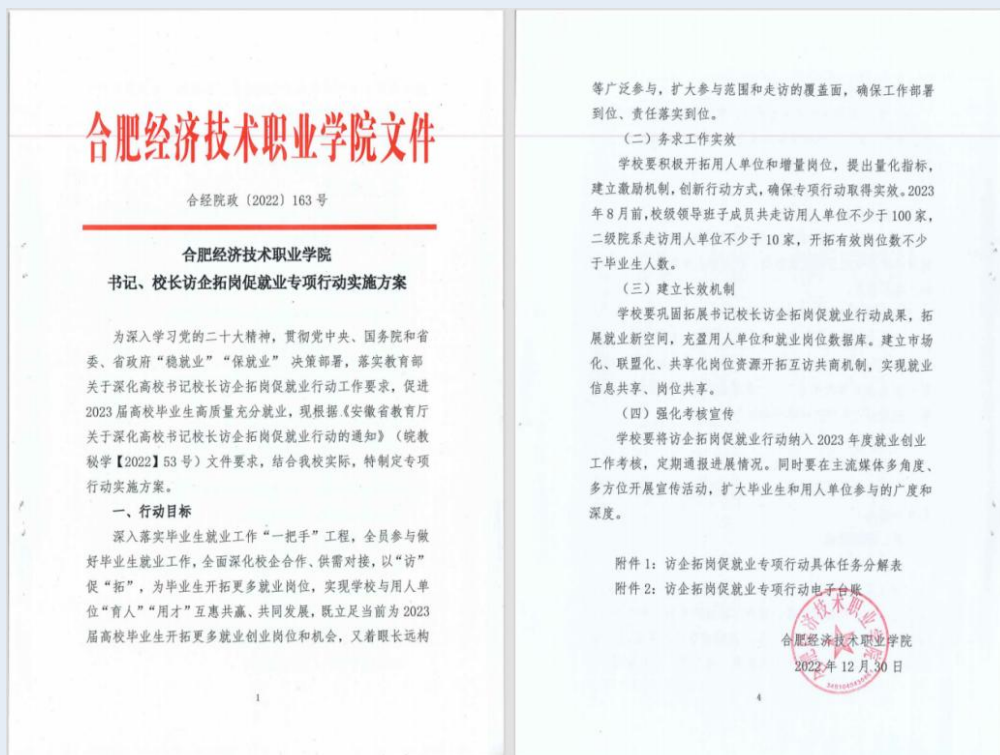 合肥经济技术职业学院文件
合经院政〔2022〕163号
合肥经济技术职业学院
书记、校长访企拓岗促就业专项行动实施方案
为深入学习党的二十大精神，贯彻党中央、国务院和省
委、省政府“稳就业”“保就业” 决策部署，落实教育部
关于深化高校书记校长访企拓岗促就业行动工作要求，促进
2023届高校毕业生高质量充分就业，现根据《安徽省教育厅
关于深化高校书记校长访企拓岗促就业行动的通知》（皖教
秘学【2022】53号）文件要求，结合我校实际，特制定专项
行动实施方案。
一、行动目标
深入落实毕业生就业工作“一把手”工程，全员参与做
好毕业生就业工作，全面深化校企合作、供需对接，以“访”
促“拓”，为毕业生开拓更多就业岗位，实现学校与用人单
位“育人”“用才”互惠共赢、共同发展，既立足当前为2023
届高校毕业生开拓更多就业创业岗位和机会，又着眼长远构
1
等广泛参与，扩大参与范围和走访的覆盖面，确保工作部署
到位、责任落实到位。
（二）务求工作实效
学校要积极开拓用人单位和增量岗位，提出量化指标，
建立激励机制，创新行动方式，确保专项行动取得实效。2023
年8月前，校级领导班子成员共走访用人单位不少于100家，
二级院系走访用人单位不少于10家，开拓有效岗位数不少
于毕业生人数。
（三）建立长效机制
学校要巩固拓展书记校长访企拓岗促就业行动成果，拓
展就业新空间，充盈用人单位和就业岗位数据库。建立市场
化、联盟化、共享化岗位资源开拓互访共商机制，实现就业
信息共享、岗位共享。
（四）强化考核宣传
学校要将访企拓岗促就业行动纳入2023年度就业创业
工作考核，定期通报进展情况。同时要在主流媒体多角度、
多方位开展宣传活动，扩大毕业生和用人单位参与的广度和
深度。
附件1：访企拓岗促就业专项行动具体任务分解表
附件2：访企拓岗促就业专项行动电子台账
合肥经济技术职业学院
2022年12月30日
合肥经济技术职业学院
4